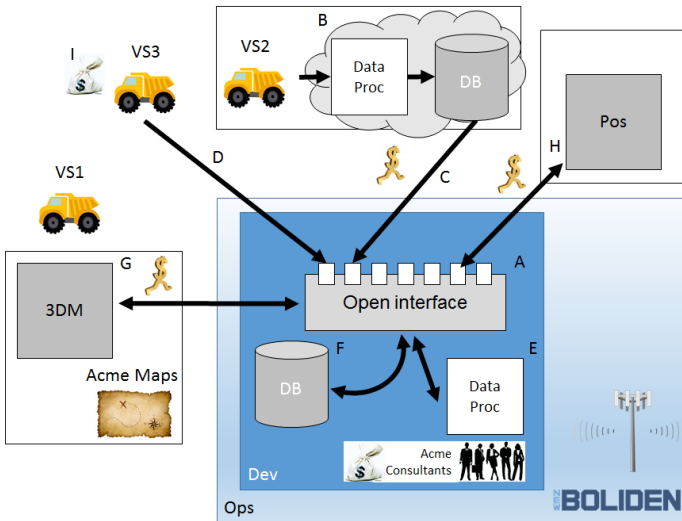 I
VS3
B
VS2
Data
Proc
DB
Pos
H
D
C
VS1
G
3DM
Acme Maps
A
Open interface
F
E
DB
Data
Proc
Acme
Consultants
Dev
Ops
NEW BOLIDEN
$
$
$
$
$